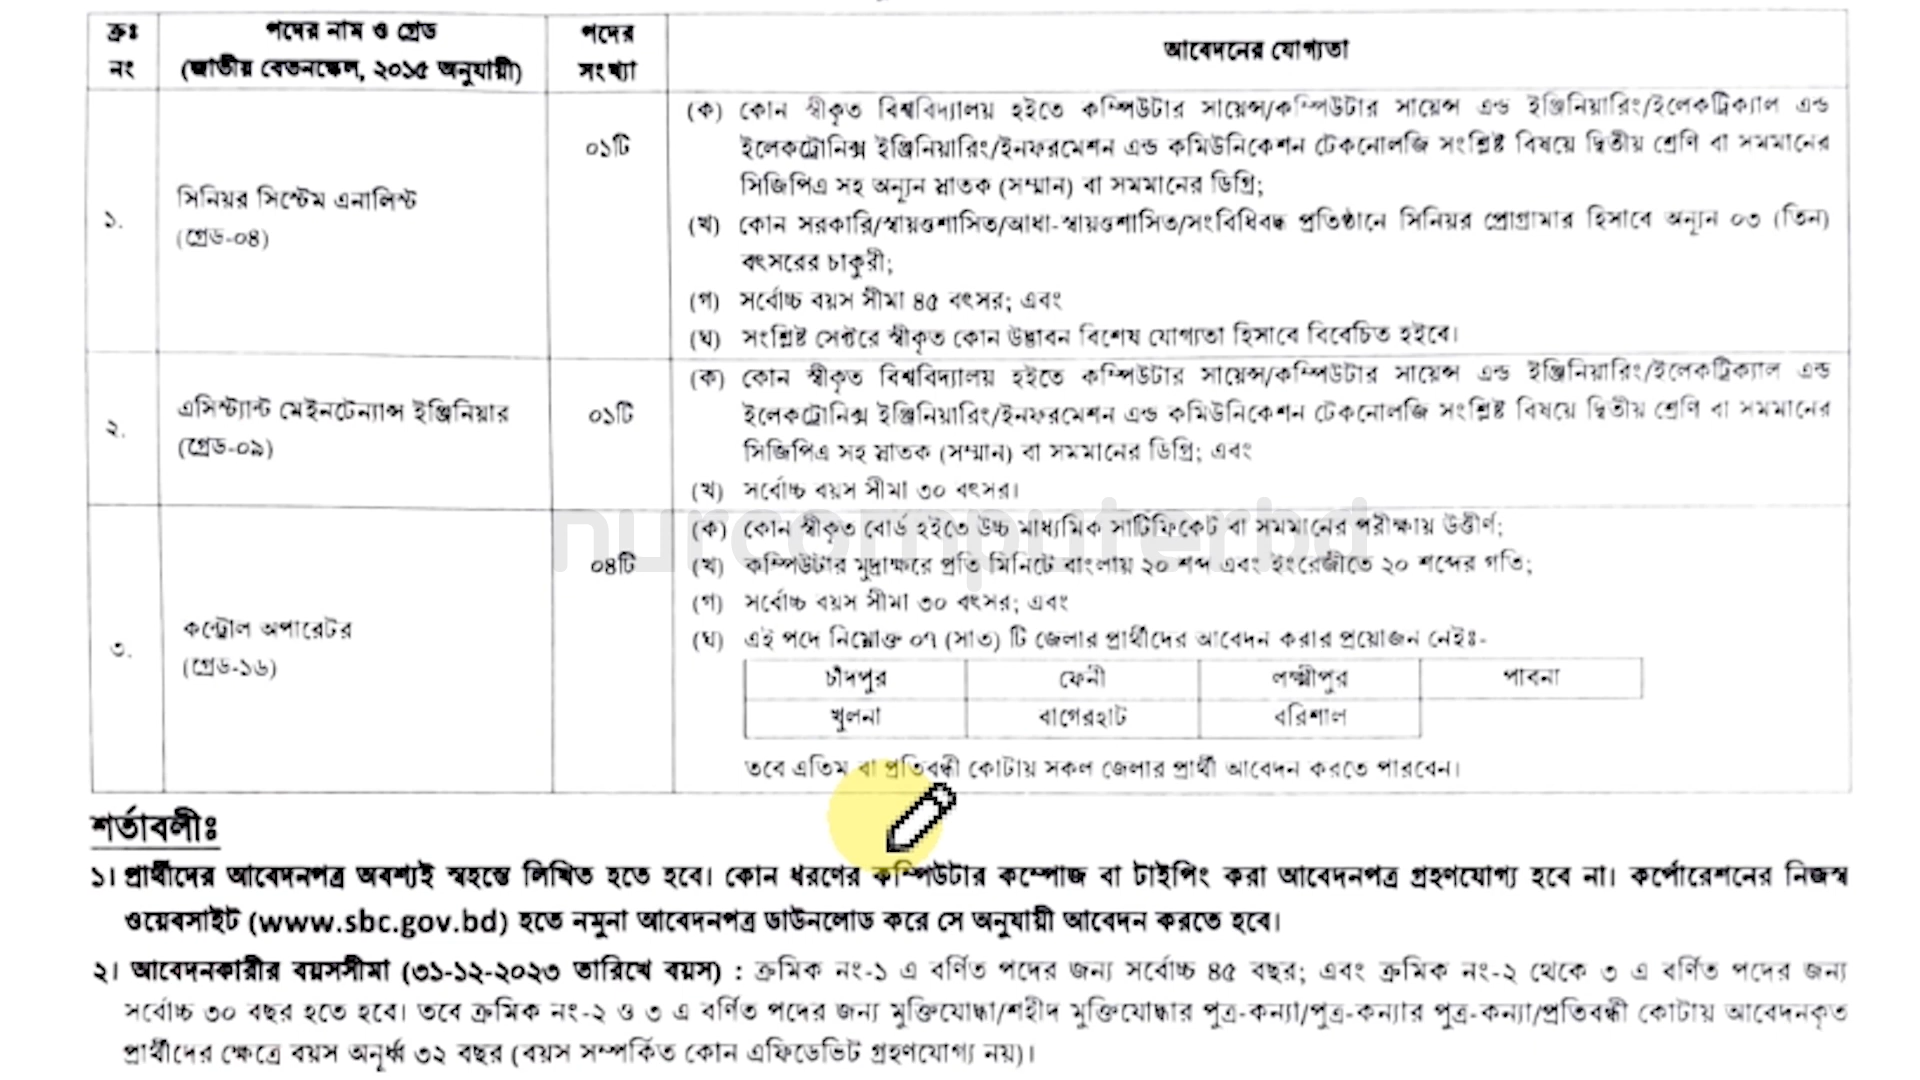 ক্রঃ নং
পদের নাম ও গ্রেড
(জাতীয় বেতনস্কেল, ২০১৫ অনুযায়ী)
পদের সংখ্যা
আবেদনের যোগ্যতা
১.
সিনিয়র সিস্টেম এনালিস্ট
(গ্রেড-০৪)
০১টি
(ক) কোন স্বীকৃত বিশ্ববিদ্যালয় হইতে কম্পিউটার সায়েন্স/কম্পিউটার সায়েন্স এন্ড ইঞ্জিনিয়ারিং/ইলেকট্রিক্যাল এন্ড
ইলেকট্রোনিক্স ইঞ্জিনিয়ারিং/ইনফরমেশন এন্ড কমিউনিকেশন টেকনোলজি সংশ্লিষ্ট বিষয়ে দ্বিতীয় শ্রেণি বা সমমানের
সিজিপিএ সহ অন্যূন স্নাতক (সম্মান) বা সমমানের ডিগ্রি;
(খ) কোন সরকারি/স্বায়ত্তশাসিত/আধা-স্বায়ত্তশাসিত/সংবিধিবদ্ধ প্রতিষ্ঠানে সিনিয়র প্রোগ্রামার হিসাবে অন্যূন ০৩ (তিন)
বৎসরের চাকুরী;
(গ) সর্বোচ্চ বয়স সীমা ৪৫ বৎসর; এবং
(ঘ) সংশ্লিষ্ট সেক্টরে স্বীকৃত কোন উদ্ভাবন বিশেষ যোগ্যতা হিসাবে বিবেচিত হইবে।
২.
এসিস্ট্যান্ট মেইনটেন্যান্স ইঞ্জিনিয়ার
(গ্রেড-০৯)
০১টি
(ক) কোন স্বীকৃত বিশ্ববিদ্যালয় হইতে কম্পিউটার সায়েন্স/কম্পিউটার সায়েন্স এন্ড ইঞ্জিনিয়ারিং/ইলেকট্রিক্যাল এন্ড
ইলেকট্রোনিক্স ইঞ্জিনিয়ারিং/ইনফরমেশন এন্ড কমিউনিকেশন টেকনোলজি সংশ্লিষ্ট বিষয়ে দ্বিতীয় শ্রেণি বা সমমানের
সিজিপিএ সহ স্নাতক (সম্মান) বা সমমানের ডিগ্রি; এবং
(খ) সর্বোচ্চ বয়স সীমা ৩০ বৎসর।
৩.
কন্ট্রোল অপারেটর
(গ্রেড-১৬)
০৪টি
(ক) কোন স্বীকৃত বোর্ড হইতে উচ্চ মাধ্যমিক সার্টিফিকেট বা সমমানের পরীক্ষায় উত্তীর্ণ;
(খ) কম্পিউটার মুদ্রাক্ষরে প্রতি মিনিটে বাংলায় ২০ শব্দ এবং ইংরেজীতে ২০ শব্দের গতি;
(গ) সর্বোচ্চ বয়স সীমা ৩০ বৎসর; এবং
(ঘ) এই পদে নিম্নোক্ত ০৭ (সাত) টি জেলার প্রার্থীদের আবেদন করার প্রয়োজন নেইঃ-
চাঁদপুর ফেনী লক্ষ্মীপুর পাবনা
খুলনা বাগেরহাট বরিশাল
তবে এতিম বা প্রতিবন্ধী কোটায় সকল জেলার প্রার্থী আবেদন করতে পারবেন।
nurcomputerbd
শর্তাবলীঃ
১। প্রার্থীদের আবেদনপত্র অবশ্যই স্বহস্তে লিখিত হতে হবে। কোন ধরণের কম্পিউটার কম্পোজ বা টাইপিং করা আবেদনপত্র গ্রহণযোগ্য হবে না। কর্পোরেশনের নিজস্ব
ওয়েবসাইট (www.sbc.gov.bd) হতে নমুনা আবেদনপত্র ডাউনলোড করে সে অনুযায়ী আবেদন করতে হবে।
২। আবেদনকারীর বয়সসীমা (৩১-১২-২০২৩ তারিখে বয়স) : ক্রমিক নং-১ এ বর্ণিত পদের জন্য সর্বোচ্চ ৪৫ বছর; এবং ক্রমিক নং-২ থেকে ৩ এ বর্ণিত পদের জন্য
সর্বোচ্চ ৩০ বছর হতে হবে। তবে ক্রমিক নং-২ ও ৩ এ বর্ণিত পদের জন্য মুক্তিযোদ্ধা/শহীদ মুক্তিযোদ্ধার পুত্র-কন্যা/পুত্র-কন্যার পুত্র-কন্যা/প্রতিবন্ধী কোটায় আবেদনকৃত
প্রার্থীদের ক্ষেত্রে বয়স অনূর্ধ্ব ৩২ বছর (বয়স সম্পর্কিত কোন এফিডেভিট গ্রহণযোগ্য নয়)।